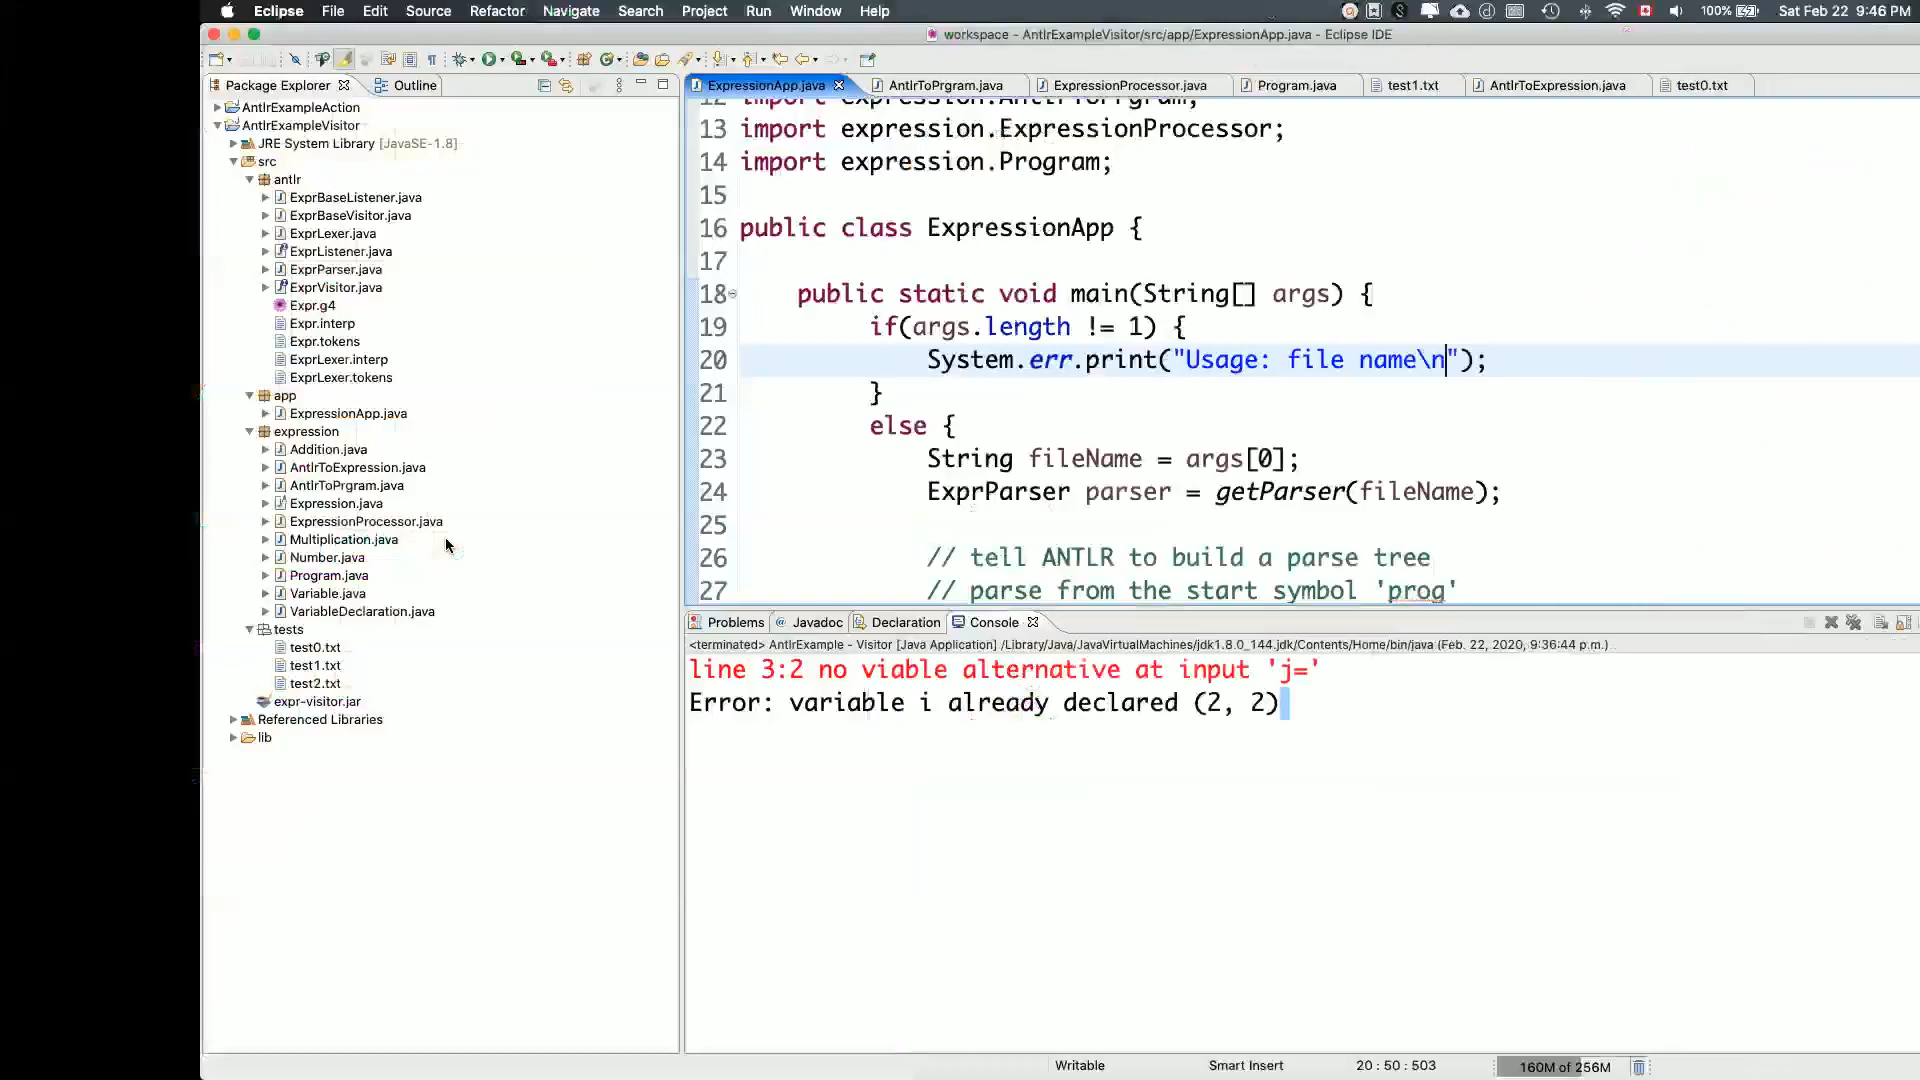 Eclipse File Edit Source Refactor Navigate Search Project Run Window Help 100% Sat Feb 22 9:46 PM
workspace - AntlrExampleVisitor/src/app/ExpressionApp.java - Eclipse IDE
Package Explorer Outline
AntlrExampleAction
AntlrExampleVisitor
JRE System Library [JavaSE-1.8]
src
antlr
ExprBaseListener.java
ExprBaseVisitor.java
ExprLexer.java
ExprListener.java
ExprParser.java
ExprVisitor.java
Expr.g4
Expr.interp
Expr.tokens
ExprLexer.interp
ExprLexer.tokens
app
ExpressionApp.java
expression
Addition.java
AntlrToExpression.java
AntlrToPrgram.java
Expression.java
ExpressionProcessor.java
Multiplication.java
Number.java
Program.java
Variable.java
VariableDeclaration.java
tests
test0.txt
test1.txt
test2.txt
expr-visitor.jar
Referenced Libraries
lib
ExpressionApp.java AntlrToPrgram.java ExpressionProcessor.java Program.java test1.txt AntlrToExpression.java test0.txt
12 import expression.AntlrToPrgram;
13 import expression.ExpressionProcessor;
14 import expression.Program;
15
16 public class ExpressionApp {
17
18 public static void main(String[] args) {
19 if(args.length != 1) {
20 System.err.print("Usage: file name\n");
21 }
22 else {
23 String fileName = args[0];
24 ExprParser parser = getParser(fileName);
25
26 // tell ANTLR to build a parse tree
27 // parse from the start symbol 'prog'
Problems @ Javadoc Declaration Console
<terminated> AntlrExample - Visitor [Java Application] /Library/Java/JavaVirtualMachines/jdk1.8.0_144.jdk/Contents/Home/bin/java (Feb. 22, 2020, 9:36:44 p.m.)
line 3:2 no viable alternative at input 'j='
Error: variable i already declared (2, 2)
Writable Smart Insert 20 : 50 : 503 160M of 256M